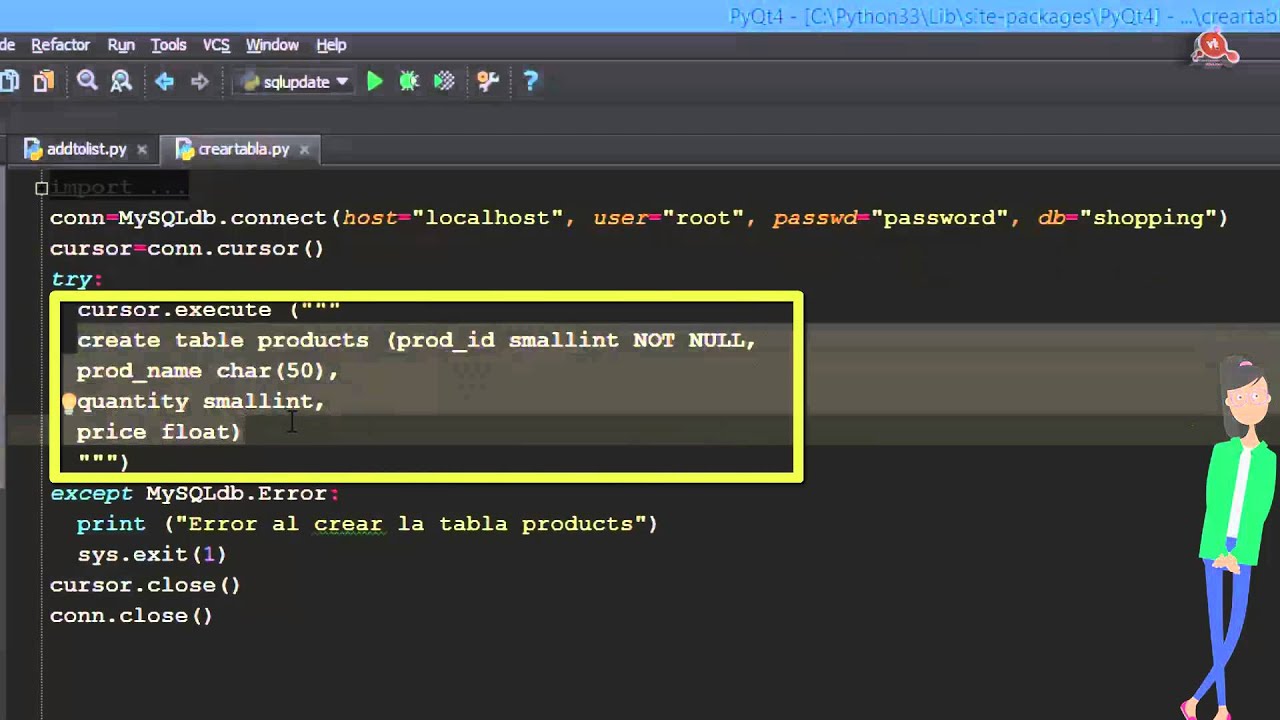 PyQt4 - [C:\Python33\Lib\site-packages\PyQt4] - ...\creartabl
de Refactor Run Tools VCS Window Help
sqlupdate
addtolist.py creartabla.py
import ...
conn=MySQLdb.connect(host="localhost", user="root", passwd="password", db="shopping")
cursor=conn.cursor()
try:
cursor.execute ("""
create table products (prod_id smallint NOT NULL,
prod_name char(50),
quantity smallint,
price float)
""")
except MySQLdb.Error:
print ("Error al crear la tabla products")
sys.exit(1)
cursor.close()
conn.close()